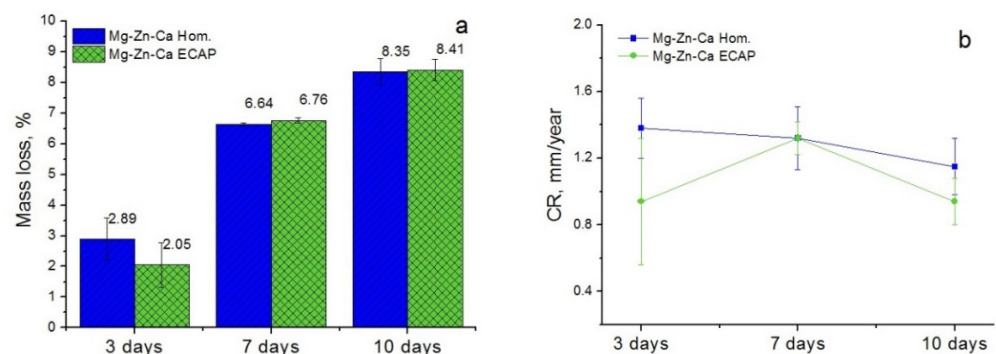 a
Mg-Zn-Ca Hom.
Mg-Zn-Ca ECAP
Mass loss, %
10
9
8
7
6
5
4
3
2
1
0
2.89
2.05
6.64
6.76
8.35
8.41
3 days
7 days
10 days
b
Mg-Zn-Ca Hom.
Mg-Zn-Ca ECAP
CR, mm/year
2.0
1.6
1.2
0.8
0.4
3 days
7 days
10 days